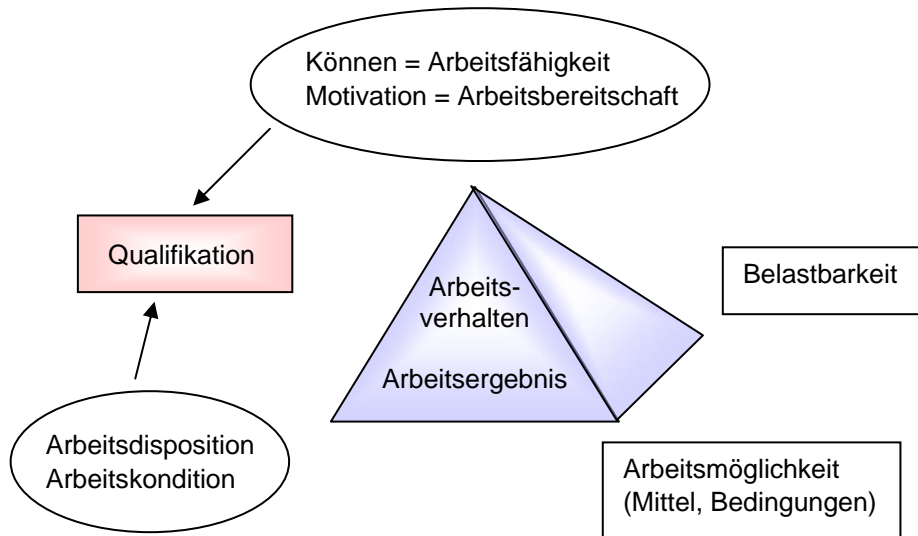 Können = Arbeitsfähigkeit
Motivation = Arbeitsbereitschaft
Qualifikation
Arbeits-
verhalten
Arbeitsergebnis
Belastbarkeit
Arbeitsdisposition
Arbeitskondition
Arbeitsmöglichkeit
(Mittel, Bedingungen)